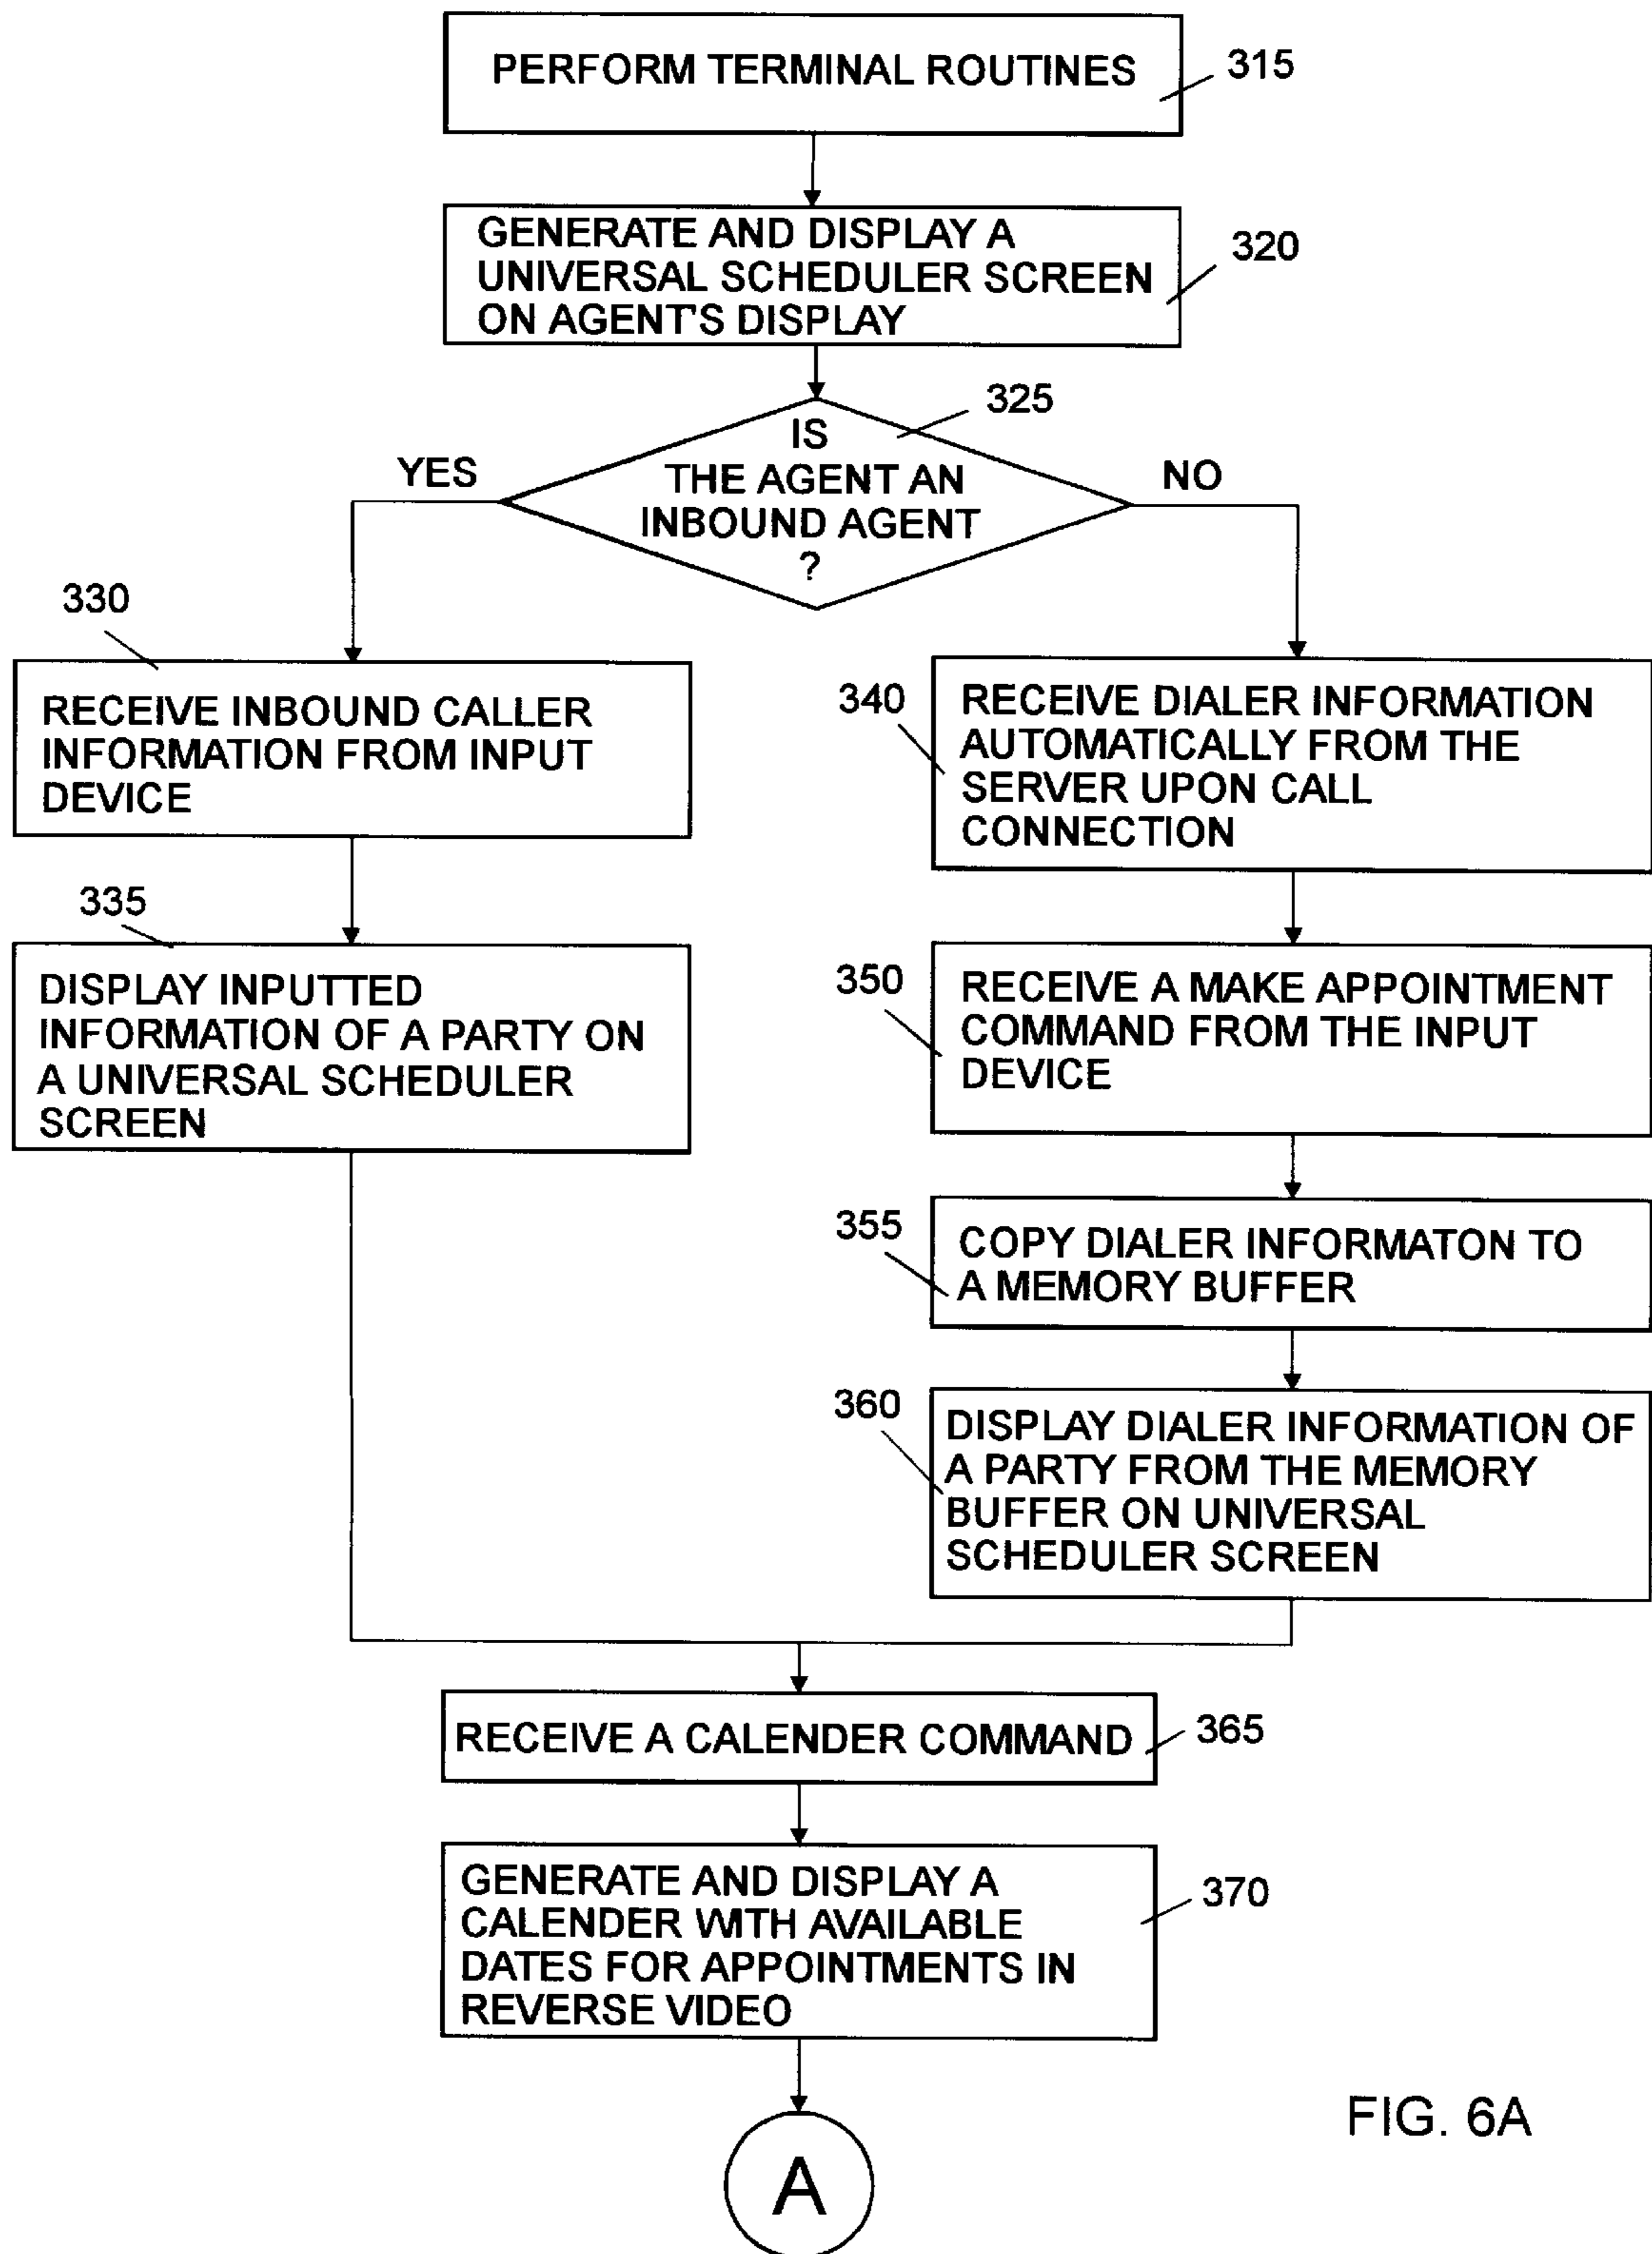 PERFORM TERMINAL ROUTINES
315
GENERATE AND DISPLAY A
UNIVERSAL SCHEDULER SCREEN
ON AGENT'S DISPLAY
320
325
IS
THE AGENT AN
INBOUND AGENT
?
YES
NO
330
RECEIVE INBOUND CALLER
INFORMATION FROM INPUT
DEVICE
335
DISPLAY INPUTTED
INFORMATION OF A PARTY ON
A UNIVERSAL SCHEDULER
SCREEN
340
RECEIVE DIALER INFORMATION
AUTOMATICALLY FROM THE
SERVER UPON CALL
CONNECTION
350
RECEIVE A MAKE APPOINTMENT
COMMAND FROM THE INPUT
DEVICE
355
COPY DIALER INFORMATON TO
A MEMORY BUFFER
360
DISPLAY DIALER INFORMATION OF
A PARTY FROM THE MEMORY
BUFFER ON UNIVERSAL
SCHEDULER SCREEN
RECEIVE A CALENDER COMMAND
365
GENERATE AND DISPLAY A
CALENDER WITH AVAILABLE
DATES FOR APPOINTMENTS IN
REVERSE VIDEO
370
A
FIG. 6A